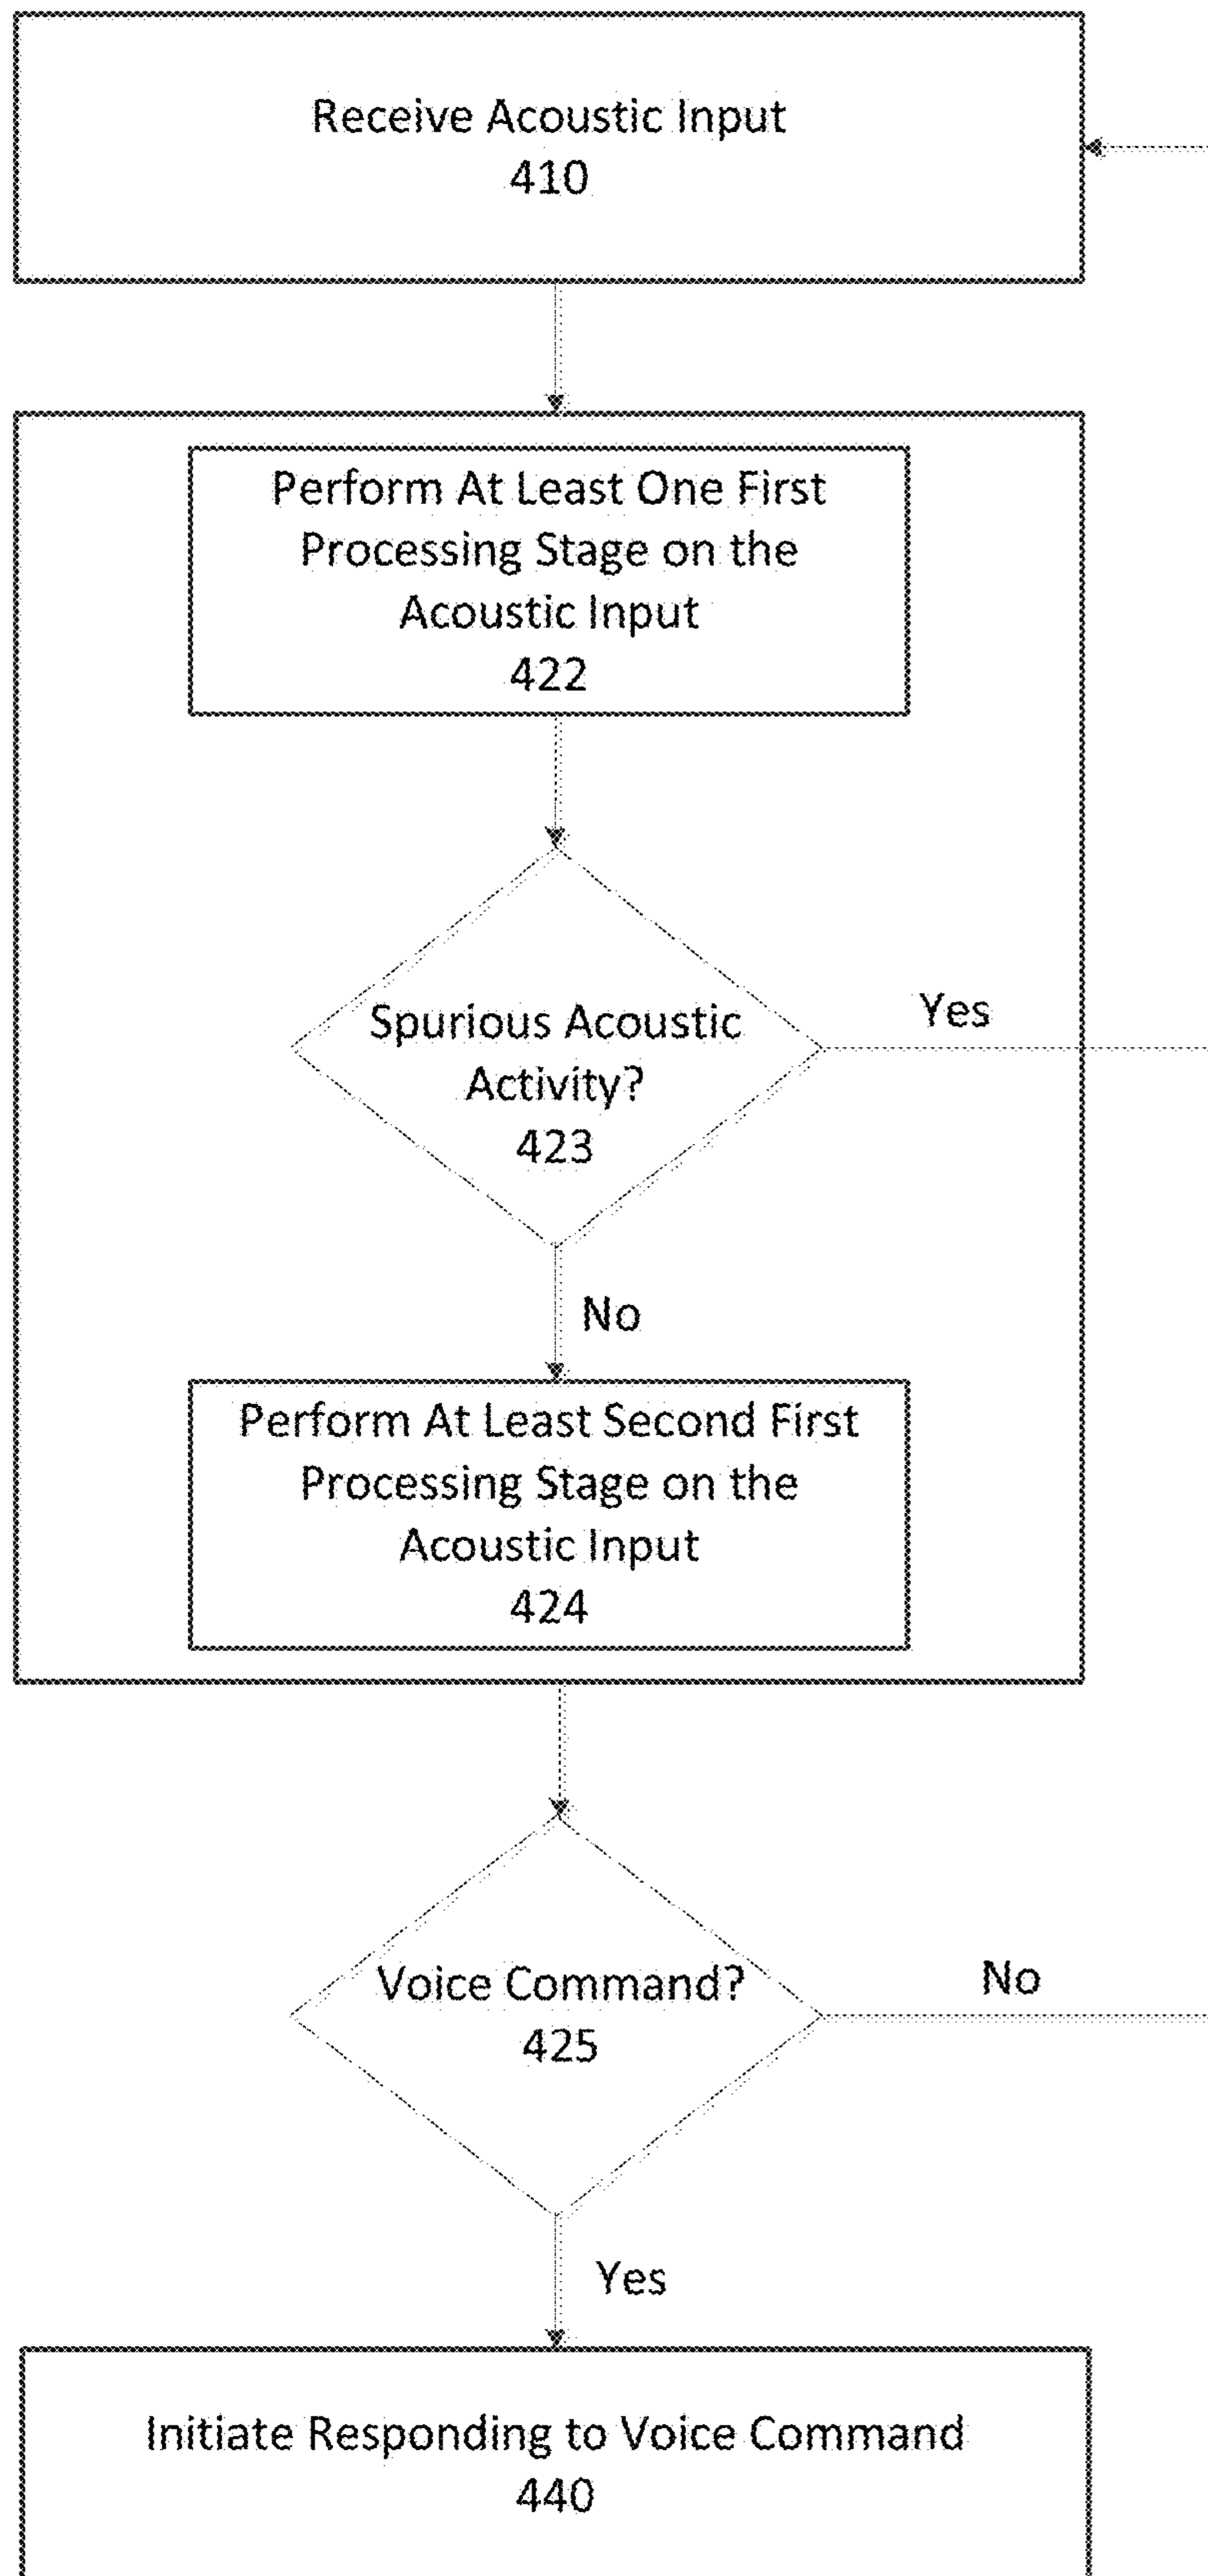 Receive Acoustic Input
410
Perform At Least One First
Processing Stage on the
Acoustic Input
422
Spurious Acoustic
Activity?
423
Yes
No
Perform At Least Second First
Processing Stage on the
Acoustic Input
424
Voice Command?
425
No
Yes
Initiate Responding to Voice Command
440